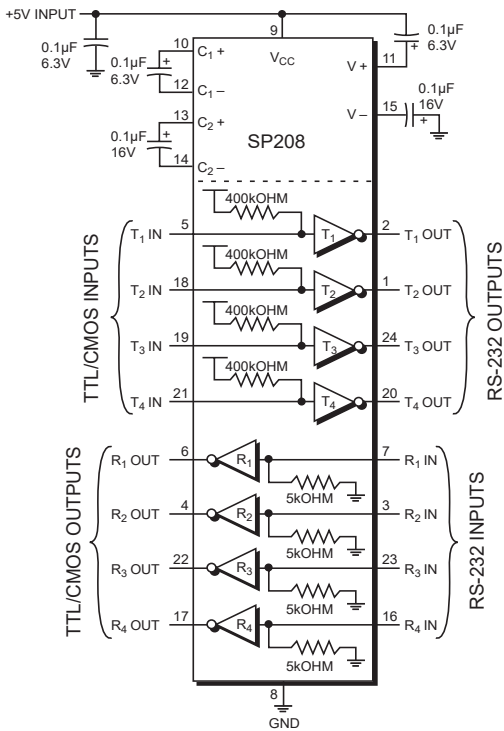 +5V INPUT
0.1µF
6.3V
10
C1 +
9
VCC
0.1µF
6.3V
0.1µF
6.3V
12
C1 –
V +
11
13
C2 +
0.1µF
16V
14
C2 –
SP208
V –
15
0.1µF
16V
TTL/CMOS INPUTS
RS-232 OUTPUTS
400kOHM
T1 IN
5
T1
2
T1 OUT
400kOHM
T2 IN
18
T2
1
T2 OUT
400kOHM
T3 IN
19
T3
24
T3 OUT
400kOHM
T4 IN
21
T4
20
T4 OUT
TTL/CMOS OUTPUTS
RS-232 INPUTS
R1 OUT
6
R1
7
R1 IN
5kOHM
R2 OUT
4
R2
3
R2 IN
5kOHM
R3 OUT
22
R3
23
R3 IN
5kOHM
R4 OUT
17
R4
16
R4 IN
5kOHM
8
GND